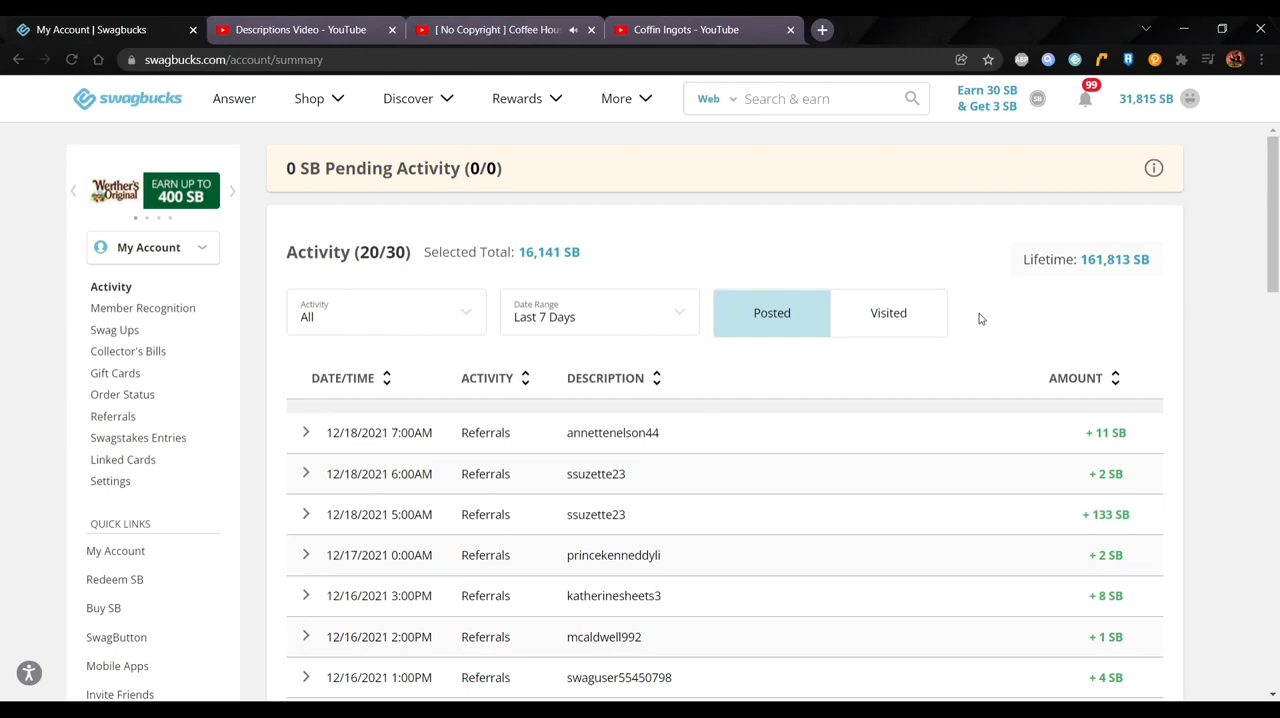 My Account | Swagbucks
Descriptions Video - YouTube
[ No Copyright ] Coffee Hou
Coffin Ingots - YouTube
swagbucks.com/account/summary
ABP
swagbucks
Answer
Shop
Discover
Rewards
More
Web
Search & earn
Earn 30 SB
& Get 3 SB
SB
99
31,815 SB
Werther's
Original
EARN UP TO
400 SB
My Account
Activity
Member Recognition
Swag Ups
Collector's Bills
Gift Cards
Order Status
Referrals
Swagstakes Entries
Linked Cards
Settings
QUICK LINKS
My Account
Redeem SB
Buy SB
SwagButton
Mobile Apps
Invite Friends
0 SB Pending Activity (0/0)
Activity (20/30)
Selected Total: 16,141 SB
Lifetime: 161,813 SB
Activity
All
Date Range
Last 7 Days
Posted
Visited
DATE/TIME ACTIVITY DESCRIPTION AMOUNT
12/18/2021 7:00AM Referrals annettenelson44 + 11 SB
12/18/2021 6:00AM Referrals ssuzette23 + 2 SB
12/18/2021 5:00AM Referrals ssuzette23 + 133 SB
12/17/2021 0:00AM Referrals princekenneddyli + 2 SB
12/16/2021 3:00PM Referrals katherinesheets3 + 8 SB
12/16/2021 2:00PM Referrals mcaldwell992 + 1 SB
12/16/2021 1:00PM Referrals swaguser55450798 + 4 SB